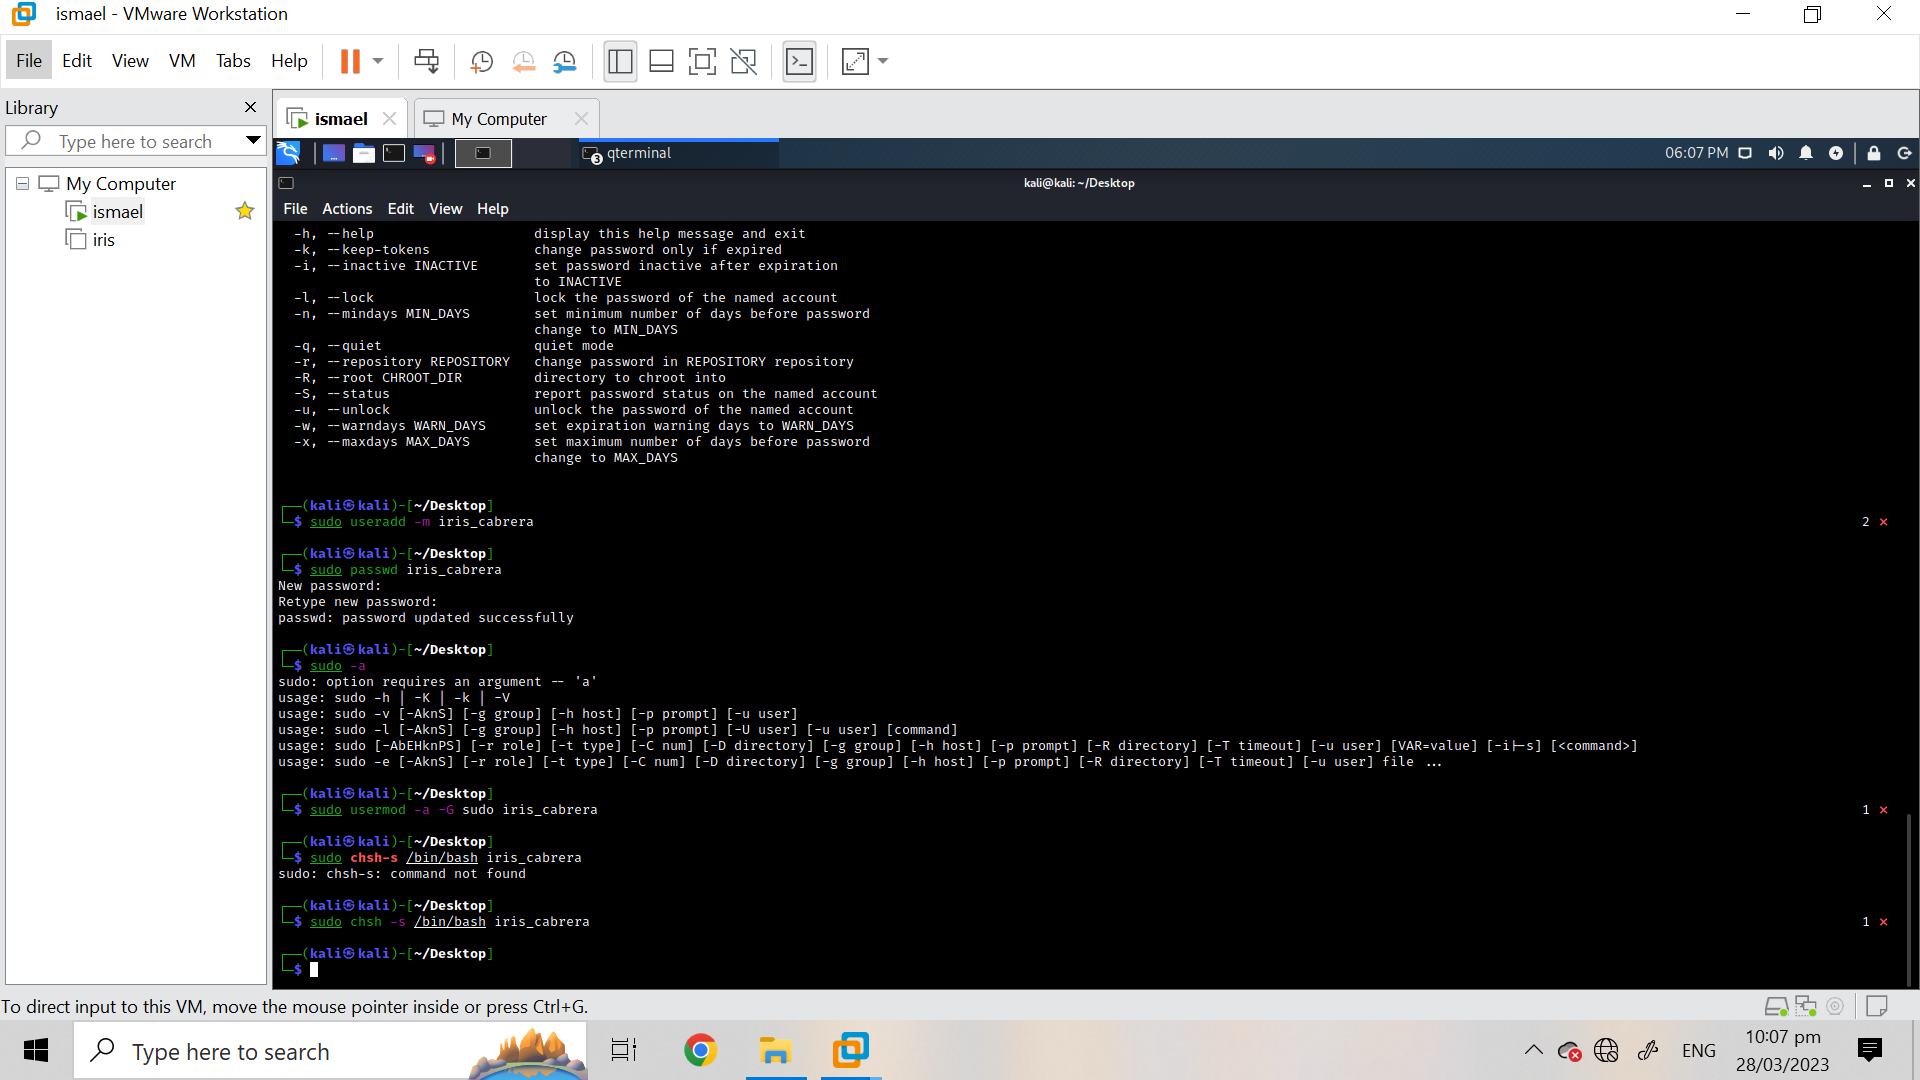 ismael - VMware Workstation
File Edit View VM Tabs Help
Library
Type here to search
My Computer
ismael
iris
ismael My Computer
3 qterminal 06:07 PM
kali@kali: ~/Desktop
File Actions Edit View Help
-h, --help display this help message and exit
-k, --keep-tokens change password only if expired
-i, --inactive INACTIVE set password inactive after expiration
to INACTIVE
-l, --lock lock the password of the named account
-n, --mindays MIN_DAYS set minimum number of days before password
change to MIN_DAYS
-q, --quiet quiet mode
-r, --repository REPOSITORY change password in REPOSITORY repository
-R, --root CHROOT_DIR directory to chroot into
-S, --status report password status on the named account
-u, --unlock unlock the password of the named account
-w, --warndays WARN_DAYS set expiration warning days to WARN_DAYS
-x, --maxdays MAX_DAYS set maximum number of days before password
change to MAX_DAYS
┌──(kali㉿kali)-[~/Desktop]
└─$ sudo useradd -m iris_cabrera 2 ⨯
┌──(kali㉿kali)-[~/Desktop]
└─$ sudo passwd iris_cabrera
New password:
Retype new password:
passwd: password updated successfully
┌──(kali㉿kali)-[~/Desktop]
└─$ sudo -a
sudo: option requires an argument -- 'a'
usage: sudo -h | -K | -k | -V
usage: sudo -v [-AknS] [-g group] [-h host] [-p prompt] [-u user]
usage: sudo -l [-AknS] [-g group] [-h host] [-p prompt] [-U user] [-u user] [command]
usage: sudo [-AbEHknPS] [-r role] [-t type] [-C num] [-D directory] [-g group] [-h host] [-p prompt] [-R directory] [-T timeout] [-u user] [VAR=value] [-i|-s] [<command>]
usage: sudo -e [-AknS] [-r role] [-t type] [-C num] [-D directory] [-g group] [-h host] [-p prompt] [-R directory] [-T timeout] [-u user] file ...
┌──(kali㉿kali)-[~/Desktop]
└─$ sudo usermod -a -G sudo iris_cabrera 1 ⨯
┌──(kali㉿kali)-[~/Desktop]
└─$ sudo chsh-s /bin/bash iris_cabrera
sudo: chsh-s: command not found
┌──(kali㉿kali)-[~/Desktop]
└─$ sudo chsh -s /bin/bash iris_cabrera 1 ⨯
┌──(kali㉿kali)-[~/Desktop]
└─$
To direct input to this VM, move the mouse pointer inside or press Ctrl+G.
Type here to search ENG 10:07 pm
28/03/2023